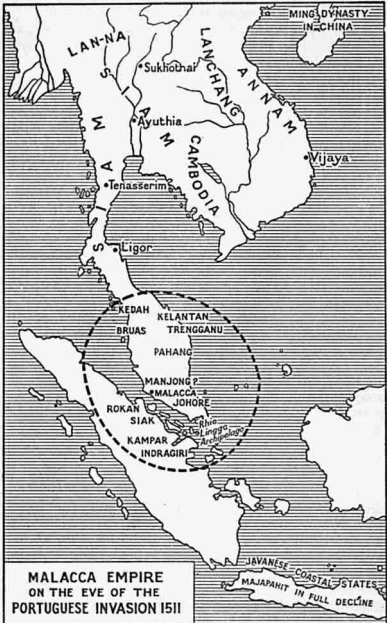 MING DYNASTY
IN CHINA
LAN-NA
LANCHANG
ANNAM
Sukhothai
SIAM
Ayuthia
CAMBODIA
Vijaya
Tenasserim
SIAM
Ligor
KEDAH
KELANTAN
BRUAS
TRENGGANU
PAHANG
MANJONG?
MALACCA
ROKAN
JOHORE
SIAK
Rhio
Lingga
Archipelago
KAMPAR
INDRAGIRI
JAVANESE COASTAL STATES
MAJAPAHIT IN FULL DECLINE
MALACCA EMPIRE
ON THE EVE OF THE
PORTUGUESE INVASION 1511